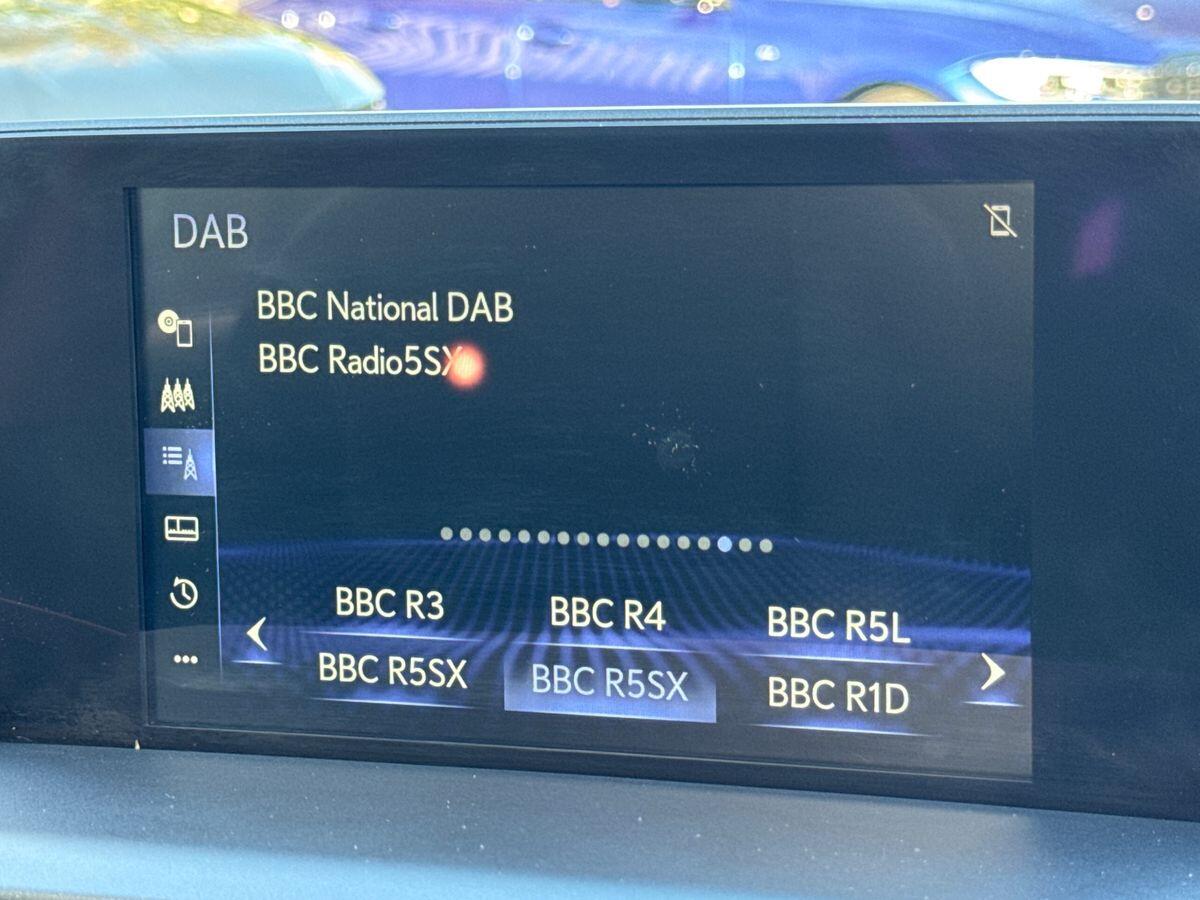 DAB
BBC National DAB
BBC Radio5SX
BBC R3
BBC R4
BBC R5L
BBC R5SX
BBC R5SX
BBC R1D